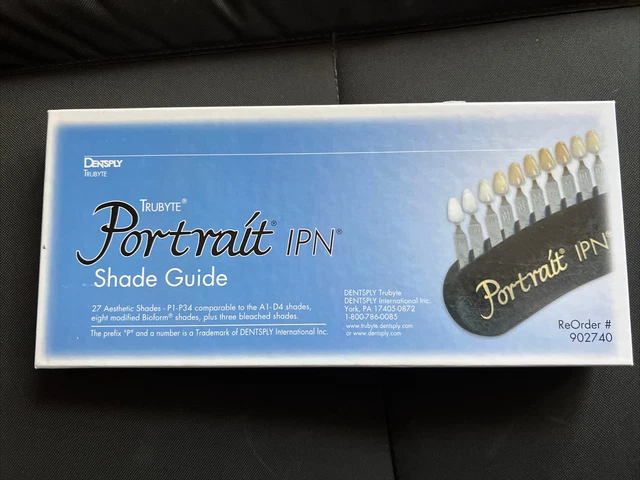 DENTSPLY
TRUBYTE
TRUBYTE®
Portrait® IPN®
Shade Guide
27 Aesthetic Shades - P1-P34 comparable to the A1-D4 shades,
eight modified Bioform® shades, plus three bleached shades.
The prefix "P" and a number is a Trademark of DENTSPLY International Inc.
DENTSPLY Trubyte
DENTSPLY International Inc.
York, PA 17405-0872
1-800-786-0085
www.trubyte.dentsply.com
or www.dentsply.com
Portrait® IPN®
ReOrder #
902740